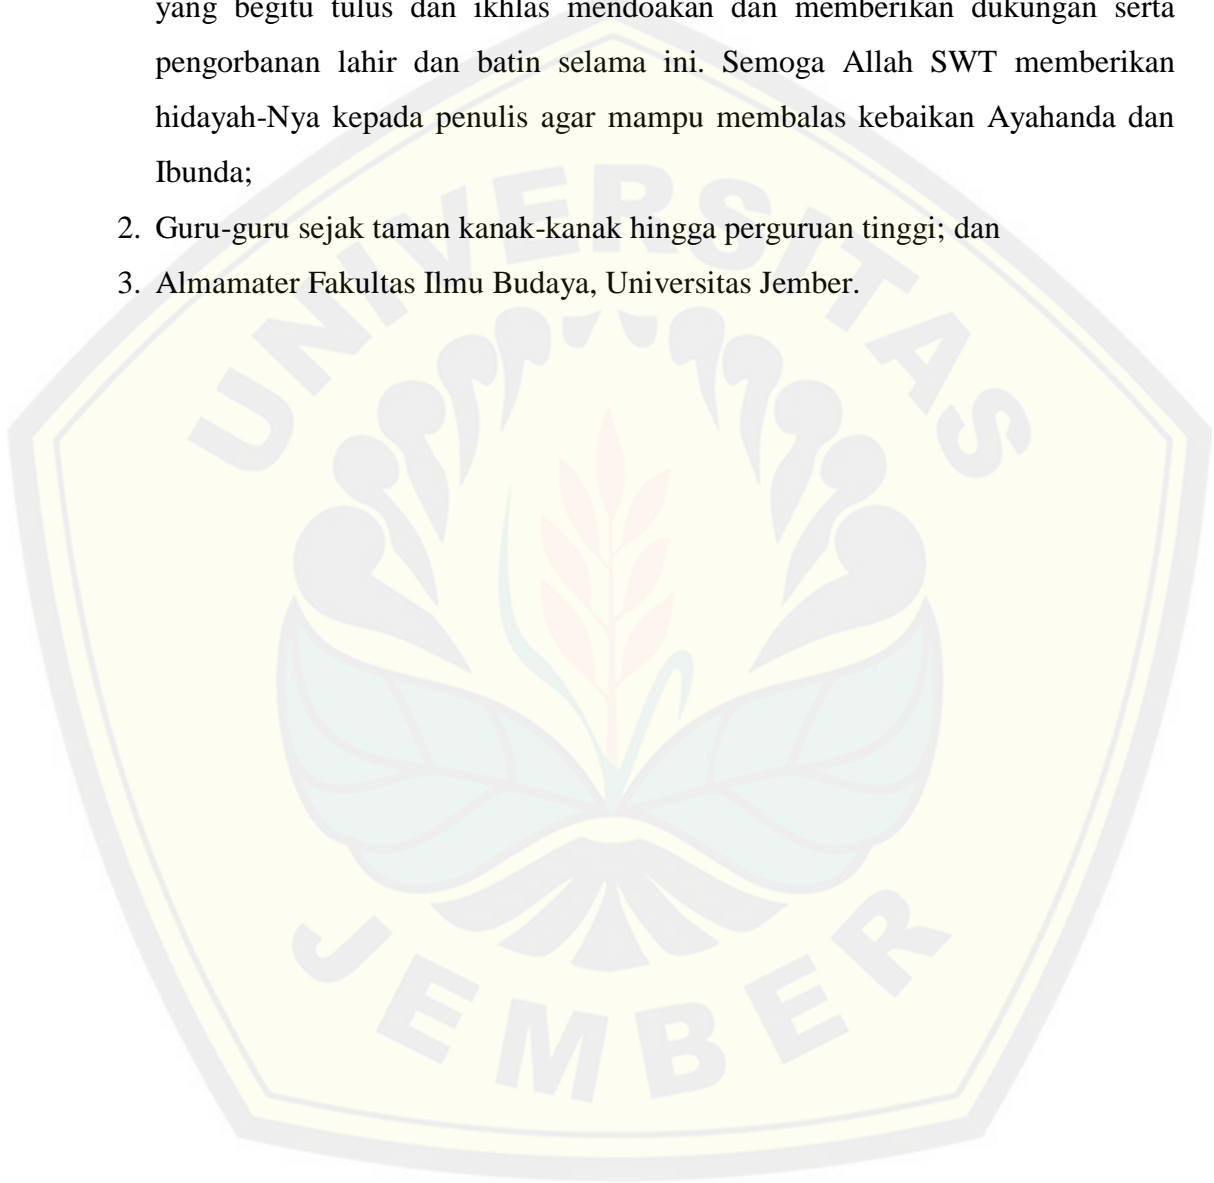 yang begitu tulus dan ikhlas mendoakan dan memberikan dukungan serta
pengorbanan lahir dan batin selama ini. Semoga Allah SWT memberikan
hidayah-Nya kepada penulis agar mampu membalas kebaikan Ayahanda dan
Ibunda;
2. Guru-guru sejak taman kanak-kanak hingga perguruan tinggi; dan
3. Almamater Fakultas Ilmu Budaya, Universitas Jember.
UNIVERSITAS
JEMBER